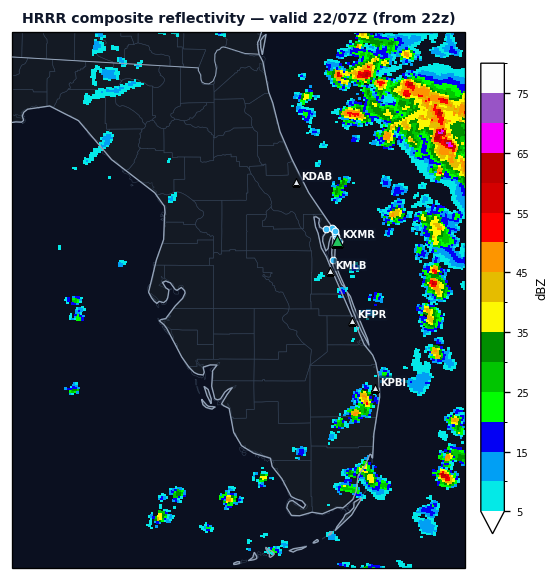 HRRR composite reflectivity — valid 22/07Z (from 22z)
KDAB
KXMR
KMLB
KFPR
KPBI
75
65
55
45
35
25
15
5
dBZ